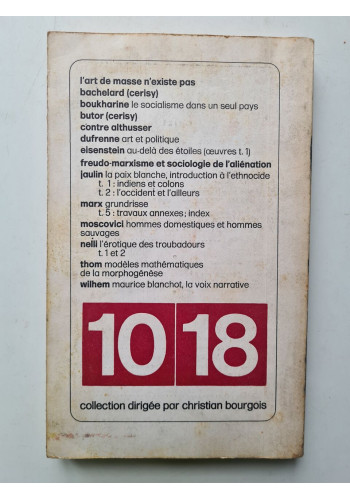 l'art de masse n'existe pas
bachelard (cerisy)
boukharine le socialisme dans un seul pays
butor (cerisy)
contre althusser
dufrenne art et politique
eisenstein au-delà des étoiles (œuvres t. 1)
freudo-marxisme et sociologie de l'aliénation
jaulin la paix blanche, introduction à l'ethnocide
t. 1 : indiens et colons
t. 2 : l'occident et l'ailleurs
marx grundrisse
t. 5 : travaux annexes ; index
moscovici hommes domestiques et hommes
sauvages
nelli l'érotique des troubadours
t. 1 et 2
thom modèles mathématiques
de la morphogénèse
wilhem maurice blanchot, la voix narrative
10 18
collection dirigée par christian bourgois